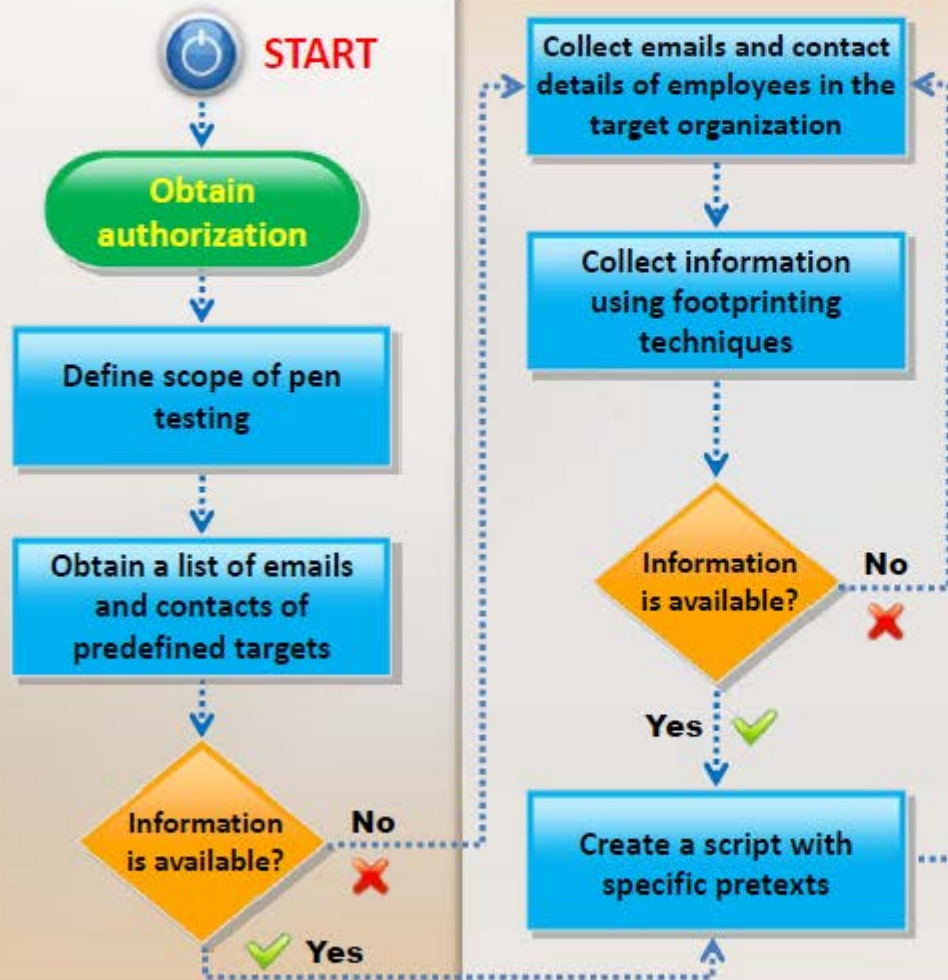 START
Obtain
authorization
Define scope of pen
testing
Obtain a list of emails
and contacts of
predefined targets
Information
is available?
No
Yes
Collect emails and contact
details of employees in the
target organization
Collect information
using footprinting
techniques
Information
is available?
No
Yes
Create a script with
specific pretexts